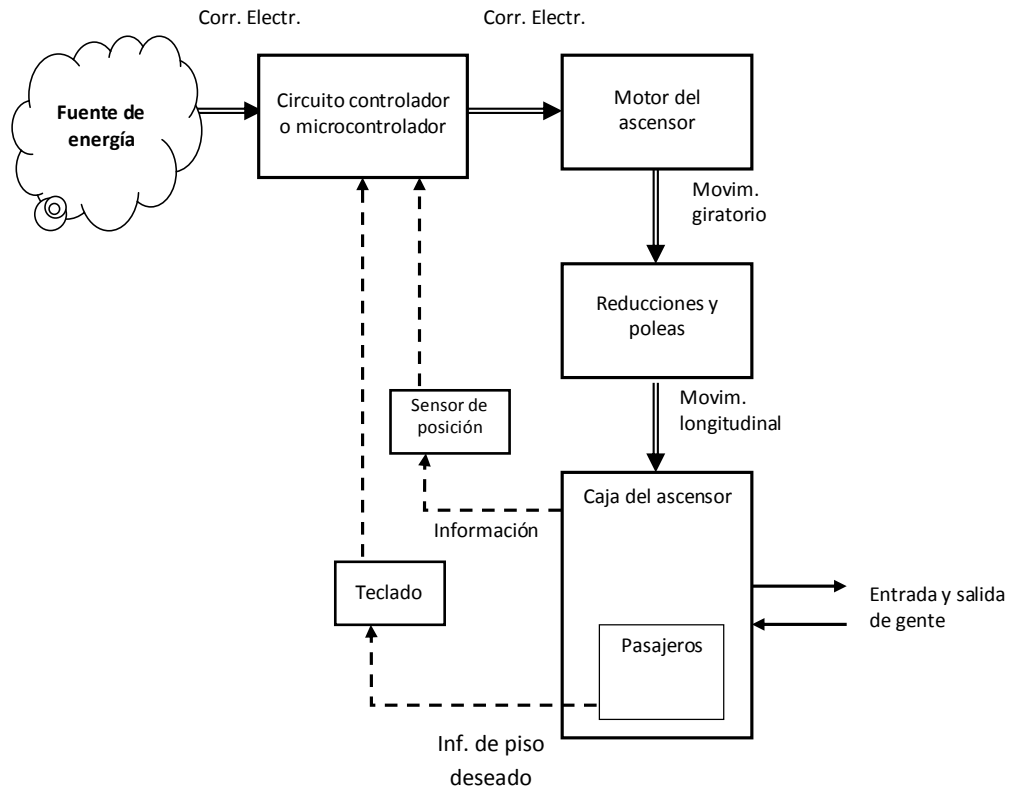 Corr. Electr.
Corr. Electr.
Fuente de
energía
Circuito controlador
o microcontrolador
Motor del
ascensor
Movim.
giratorio
Reducciones y
poleas
Movim.
longitudinal
Sensor de
posición
Caja del ascensor
Información
Teclado
Entrada y salida
de gente
Pasajeros
Inf. de piso
deseado